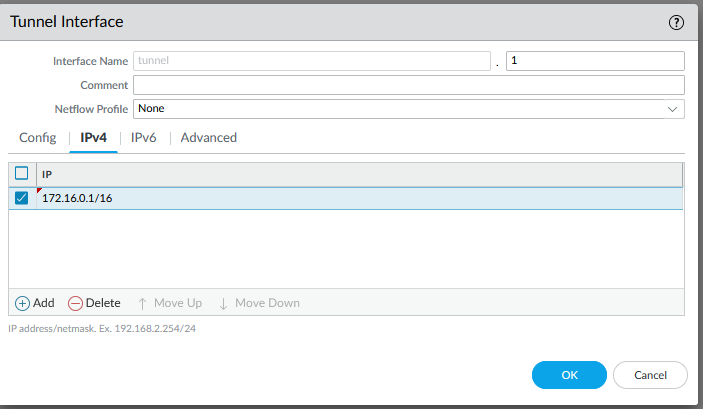 Tunnel Interface
Interface Name tunnel . 1
Comment
Netflow Profile None
Config IPv4 IPv6 Advanced
IP
172.16.0.1/16
Add Delete Move Up Move Down
IP address/netmask. Ex. 192.168.2.254/24
OK Cancel